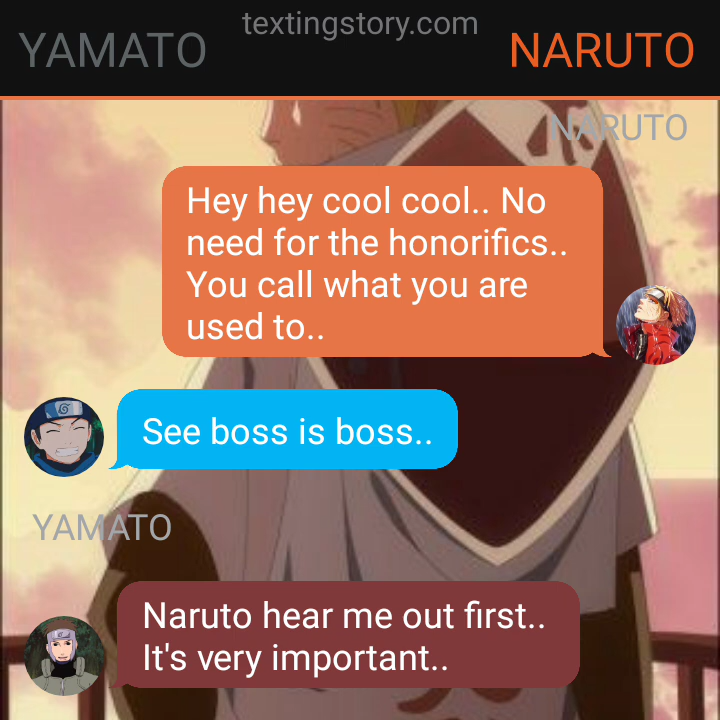 textingstory.com
YAMATO
NARUTO
NARUTO
Hey hey cool cool.. No
need for the honorifics..
You call what you are
used to..
See boss is boss..
YAMATO
Naruto hear me out first..
It's very important..